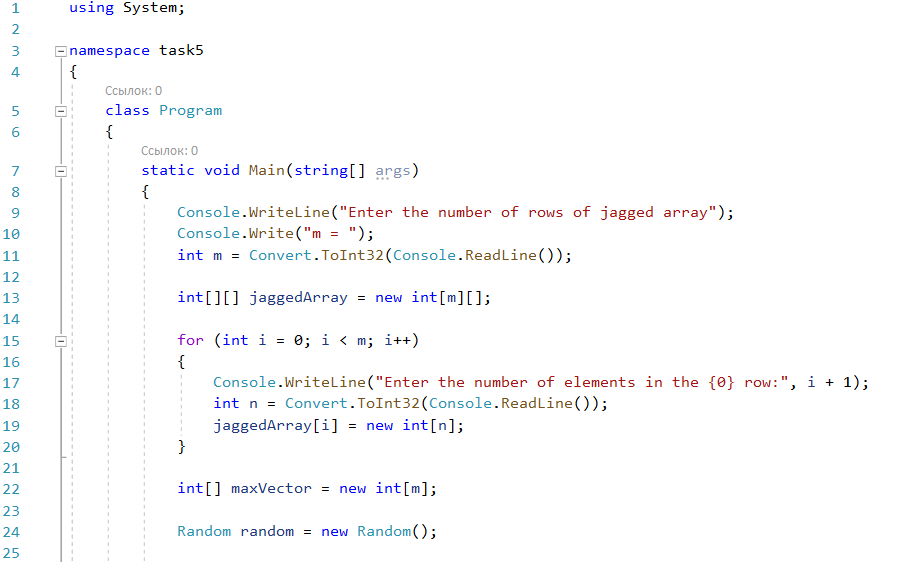 1 using System;
2
3 namespace task5
4 {
Ссылок: 0
5 class Program
6 {
Ссылок: 0
7 static void Main(string[] args)
8 {
9 Console.WriteLine("Enter the number of rows of jagged array");
10 Console.Write("m = ");
11 int m = Convert.ToInt32(Console.ReadLine());
12
13 int[][] jaggedArray = new int[m][];
14
15 for (int i = 0; i < m; i++)
16 {
17 Console.WriteLine("Enter the number of elements in the {0} row:", i + 1);
18 int n = Convert.ToInt32(Console.ReadLine());
19 jaggedArray[i] = new int[n];
20 }
21
22 int[] maxVector = new int[m];
23
24 Random random = new Random();
25